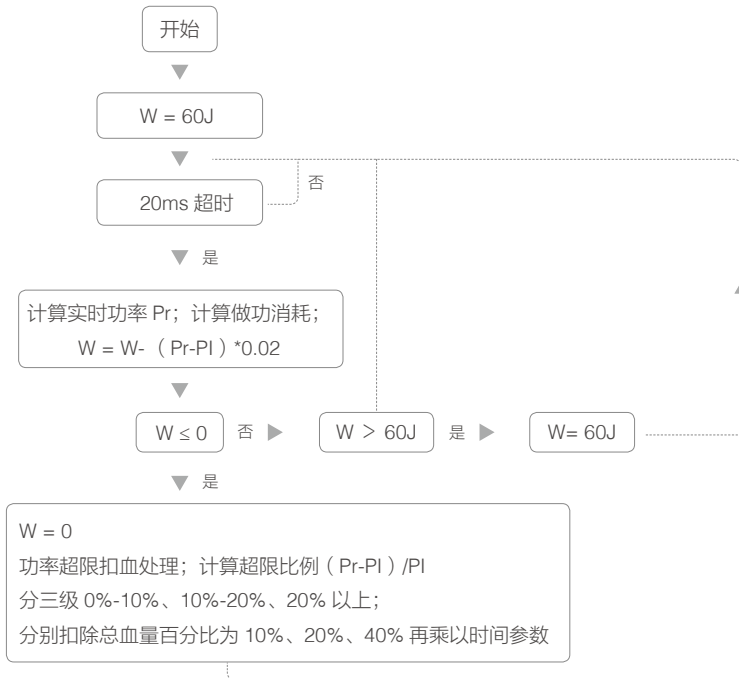 开始
W = 60J
20ms 超时
否
是
计算实时功率 Pr；计算做功消耗；
W = W- （ Pr-Pl ）*0.02
W ≤ 0
否
W ＞ 60J
是
W= 60J
是
W = 0
功率超限扣血处理；计算超限比例（ Pr-Pl ）/Pl
分三级 0%-10%、10%-20%、20% 以上；
分别扣除总血量百分比为 10%、20%、40% 再乘以时间参数